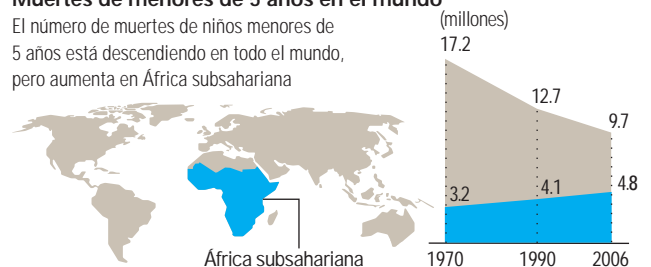 Muertes de menores de 5 años en el mundo
El número de muertes de niños menores de
5 años está descendiendo en todo el mundo,
pero aumenta en África subsahariana
(millones)
17.2
12.7
9.7
3.2
4.1
4.8
África subsahariana
1970
1990
2006